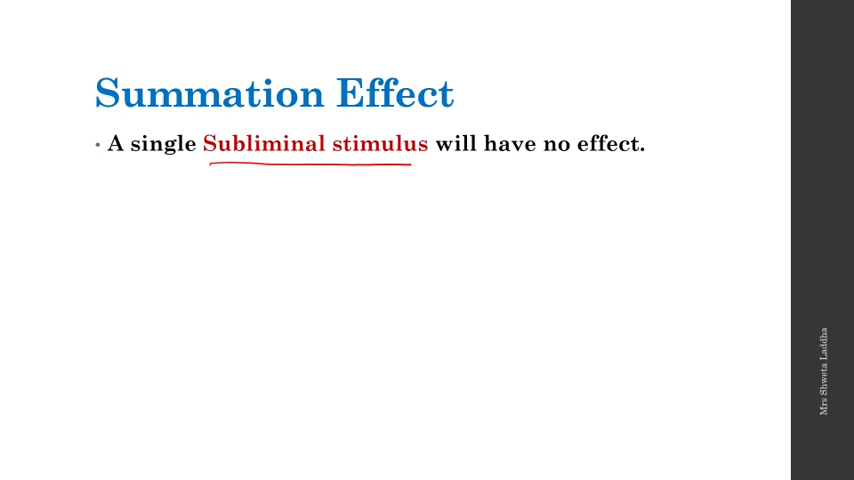 Summation Effect
• A single Subliminal stimulus will have no effect.
Mrs Shweta Laddha